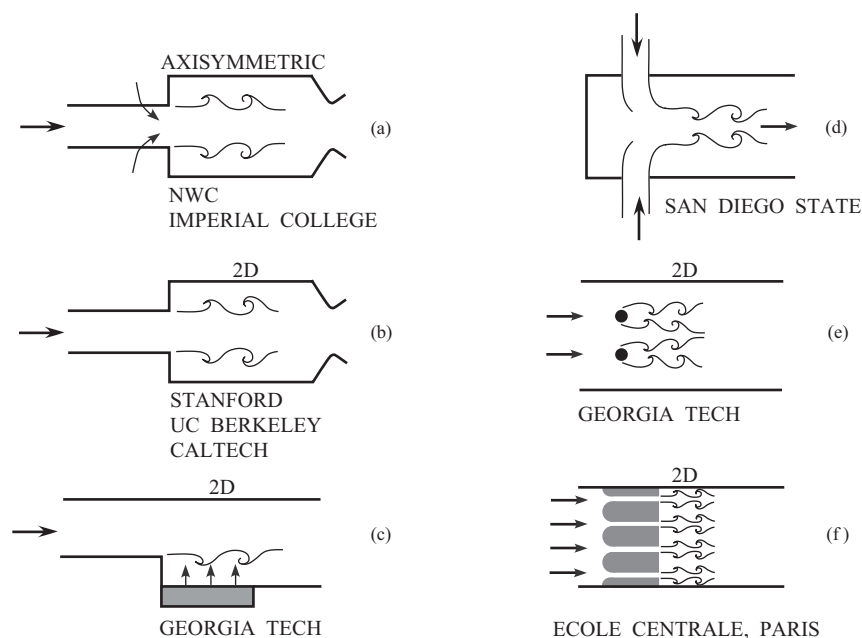 AXISYMMETRIC
(a)
NWC
IMPERIAL COLLEGE
2D
(b)
STANFORD
UC BERKELEY
CALTECH
2D
(c)
GEORGIA TECH
(d)
SAN DIEGO STATE
2D
(e)
GEORGIA TECH
2D
(f)
ECOLE CENTRALE, PARIS